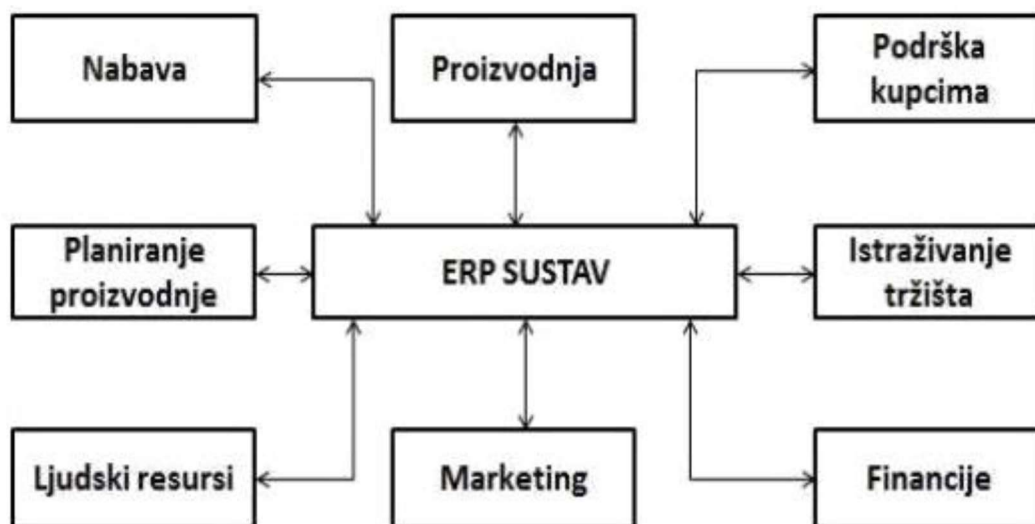 Nabava
Proizvodnja
Podrška
kupcima
Planiranje
proizvodnje
ERP SUSTAV
Istraživanje
tržišta
Ljudski resursi
Marketing
Financije